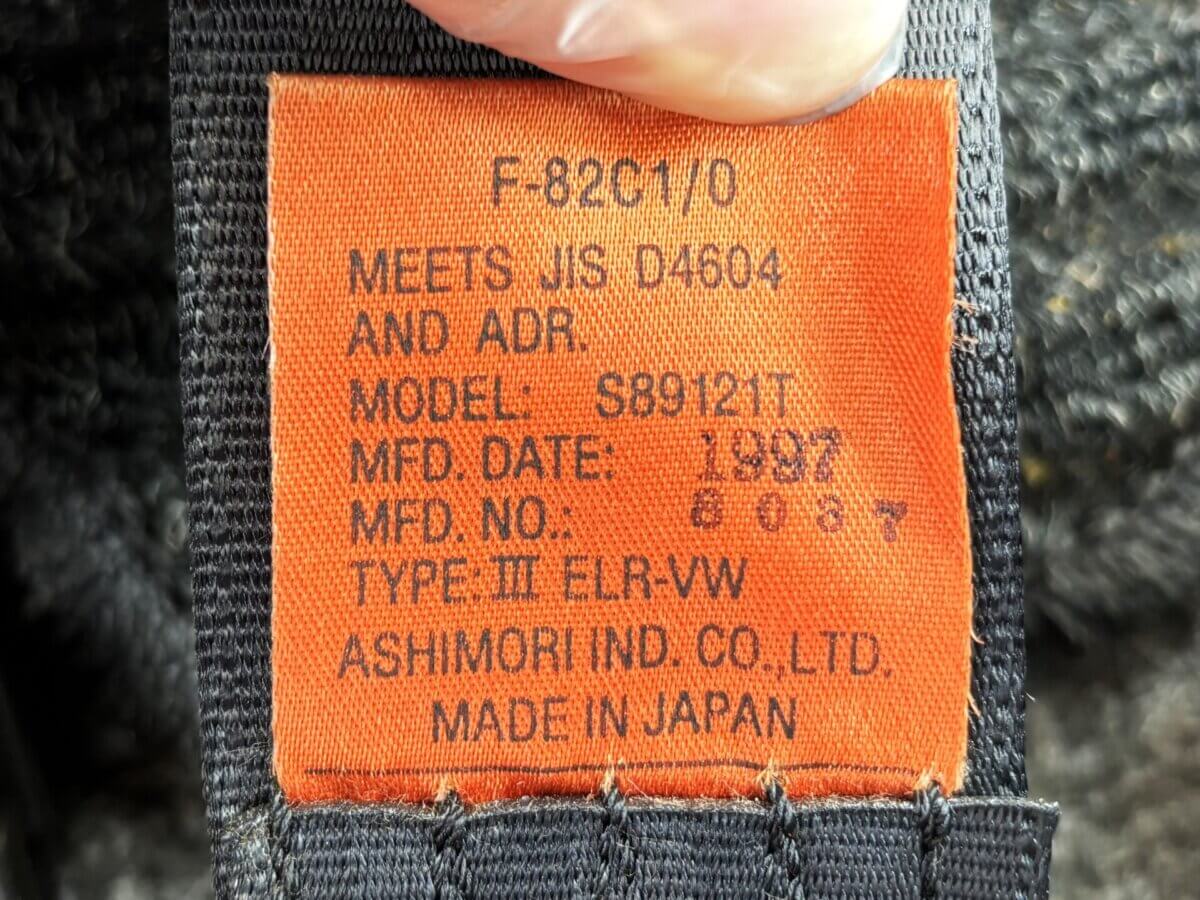 F-82C1/0
MEETS JIS D4604
AND ADR.
MODEL: S89121T
MFD. DATE: 1997
MFD. NO.: 8037
TYPE: III ELR-VW
ASHIMORI IND. CO., LTD.
MADE IN JAPAN